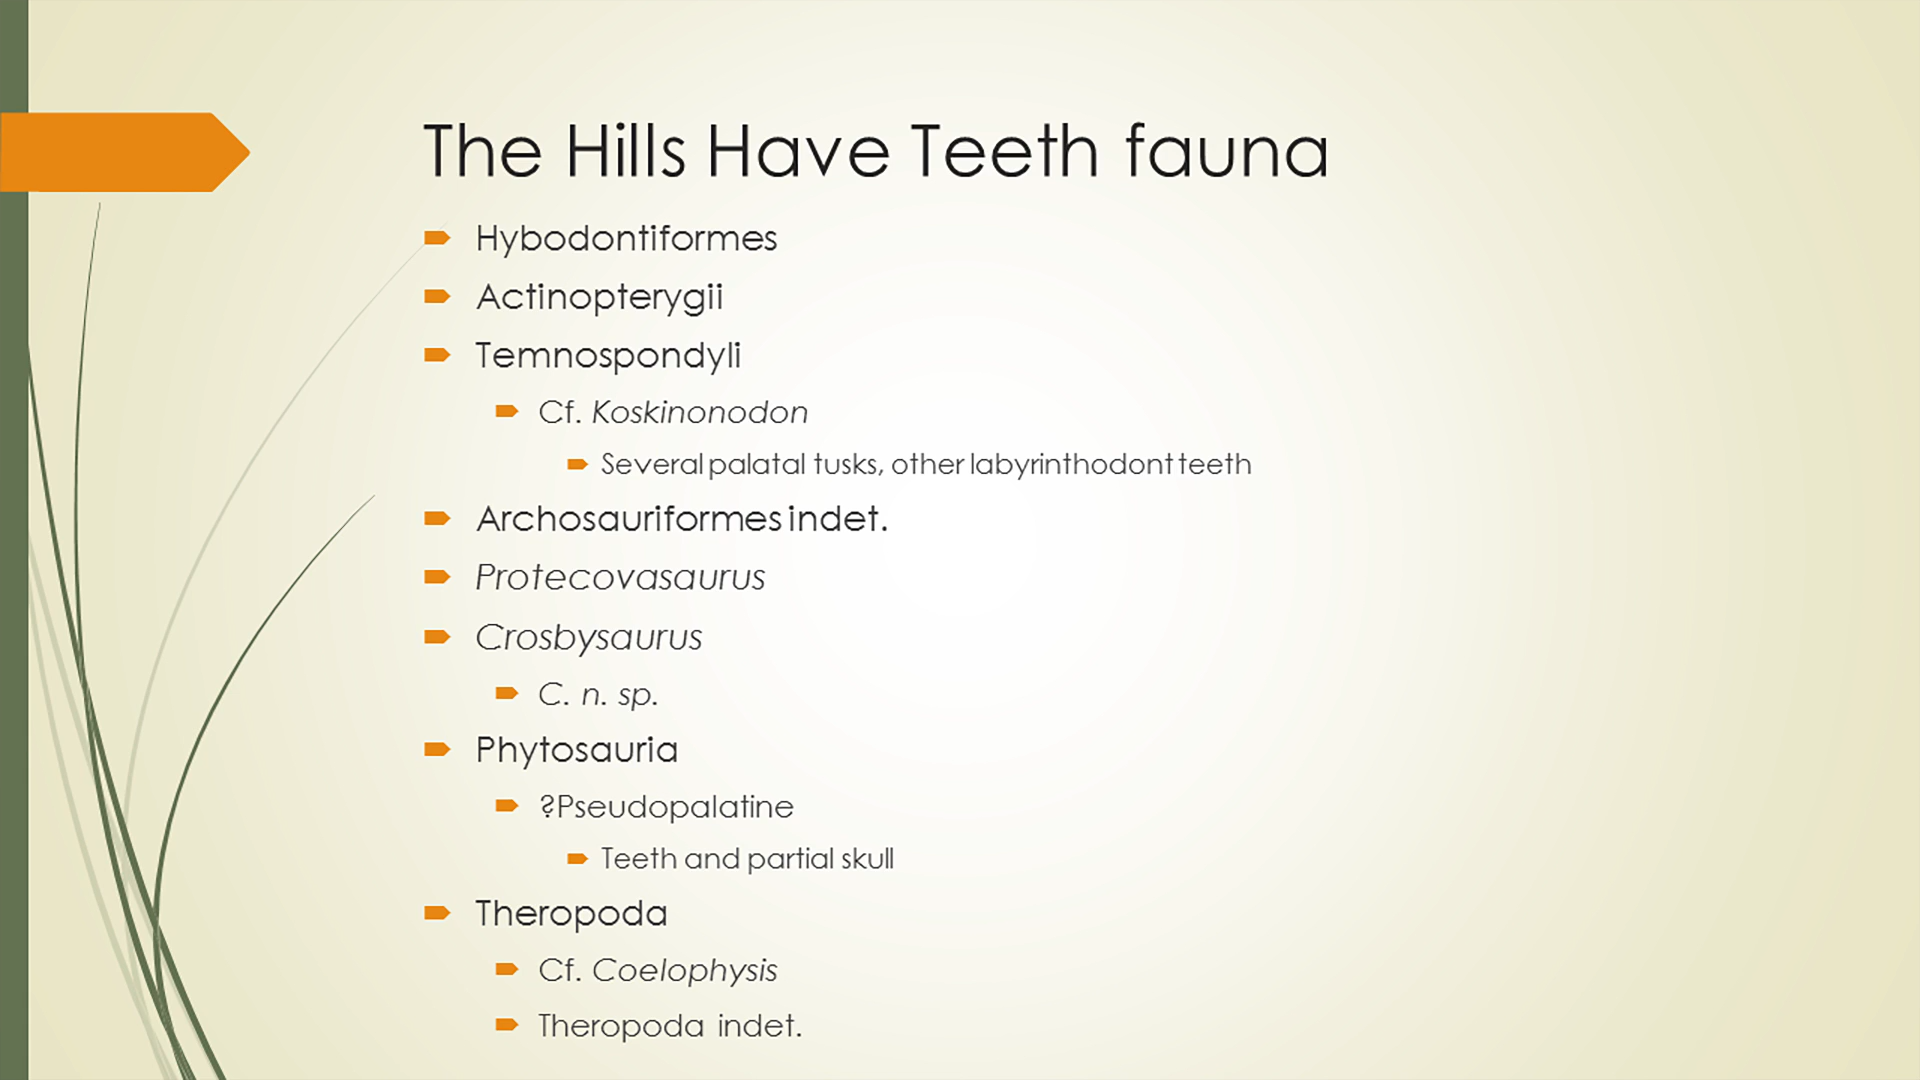 The Hills Have Teeth fauna
Hybodontiformes
Actinopterygii
Temnospondyli
Cf. Koskinonodon
Several palatal tusks, other labyrinthodont teeth
Archosauriformes indet.
Protecovasaurus
Crosbysaurus
C. n. sp.
Phytosauria
?Pseudopalatine
Teeth and partial skull
Theropoda
Cf. Coelophysis
Theropoda indet.